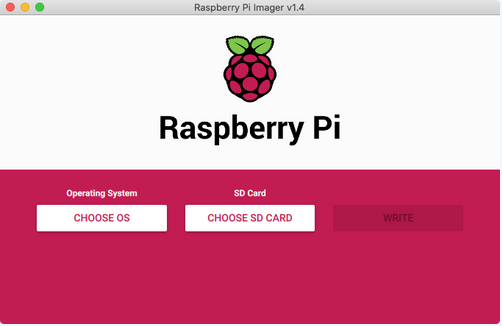 Raspberry Pi Imager v1.4
Raspberry Pi
Operating System
SD Card
CHOOSE OS
CHOOSE SD CARD
WRITE